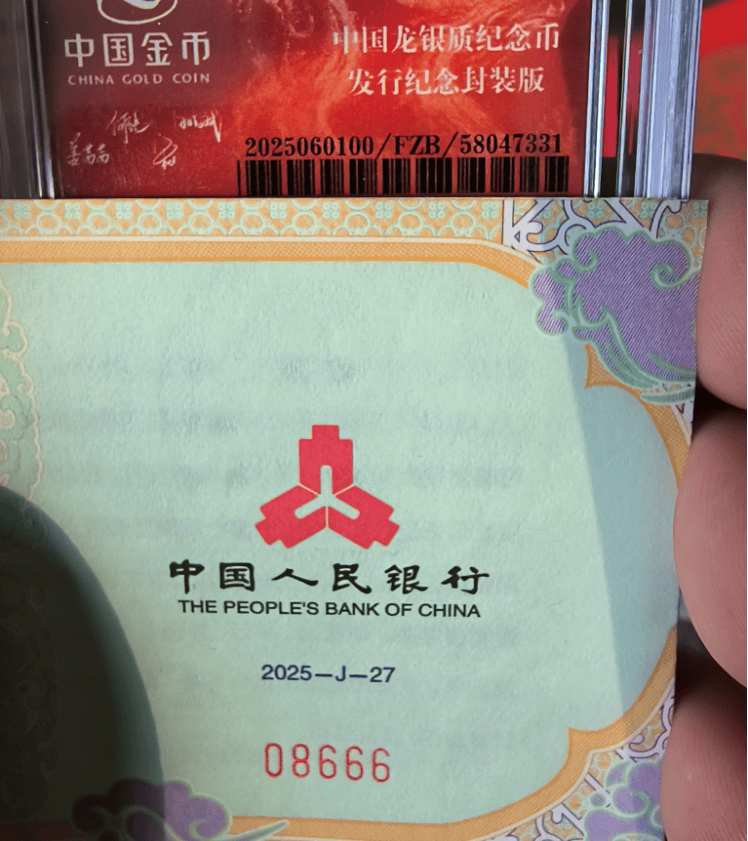 中国金币
CHINA GOLD COIN
中国龙银质纪念币
发行纪念封装版
2025060100/FZB/58047331
中国人民银行
THE PEOPLE'S BANK OF CHINA
2025-J-27
08666